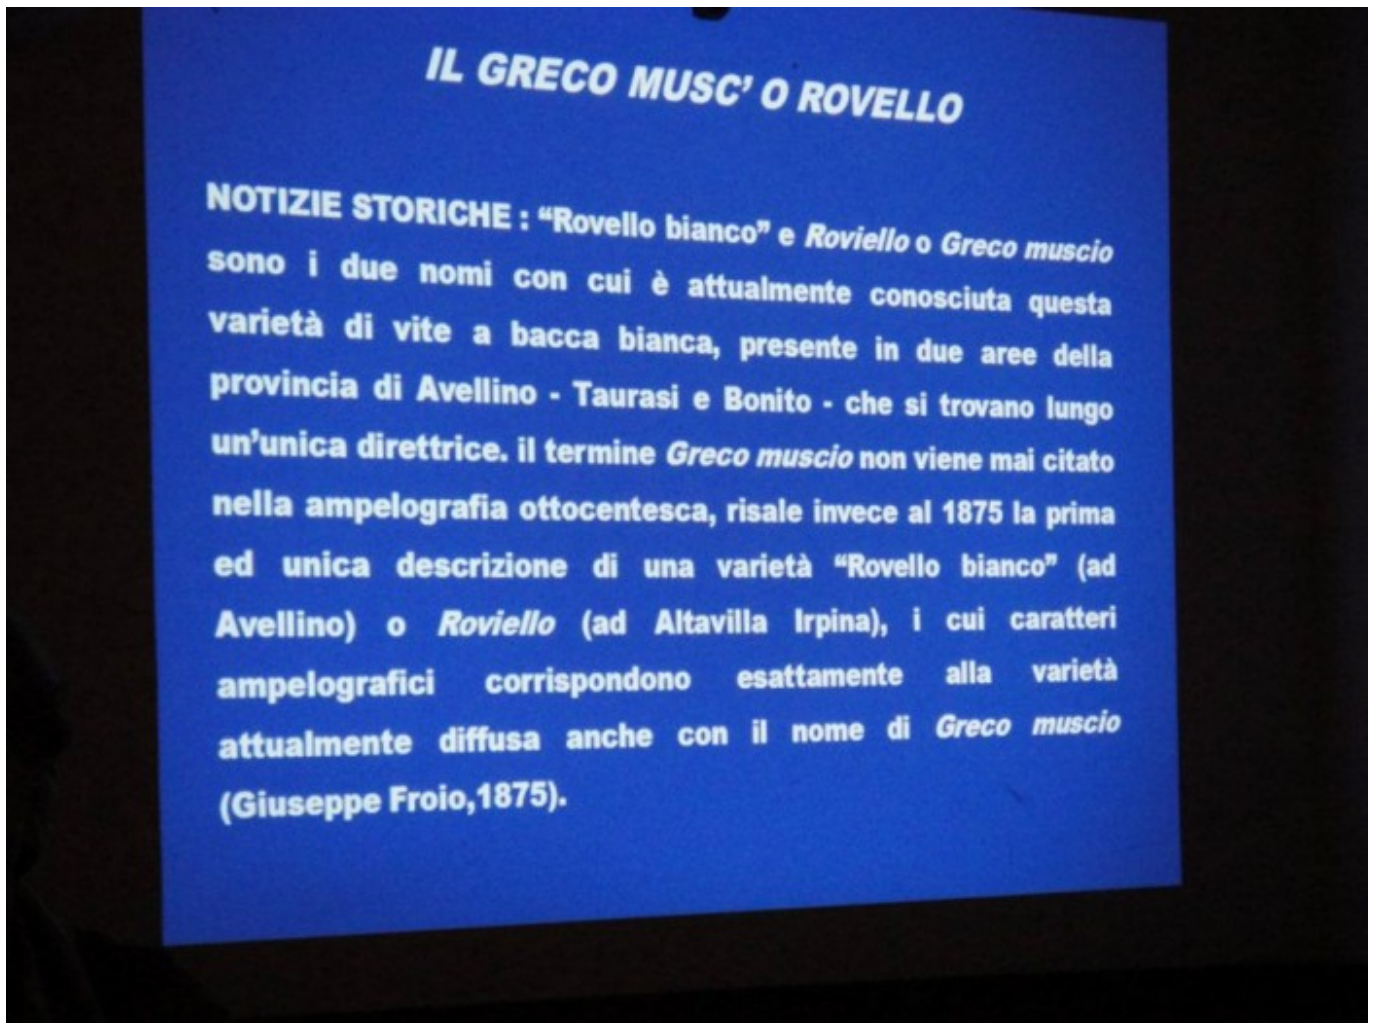 IL GRECO MUSC’ O ROVELLO
NOTIZIE STORICHE : “Rovello bianco” e Roviello o Greco muscio
sono i due nomi con cui è attualmente conosciuta questa
varietà di vite a bacca bianca, presente in due aree della
provincia di Avellino - Taurasi e Bonito - che si trovano lungo
un’unica direttrice. il termine Greco muscio non viene mai citato
nella ampelografia ottocentesca, risale invece al 1875 la prima
ed unica descrizione di una varietà “Rovello bianco” (ad
Avellino) o Roviello (ad Altavilla Irpina), i cui caratteri
ampelografici corrispondono esattamente alla varietà
attualmente diffusa anche con il nome di Greco muscio
(Giuseppe Froio,1875).